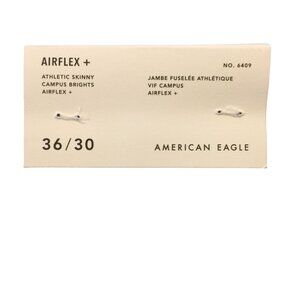 AIRFLEX +
NO. 6409
ATHLETIC SKINNY
CAMPUS BRIGHTS
AIRFLEX +
JAMBE FUSELÉE ATHLÉTIQUE
VIF CAMPUS
AIRFLEX +
36/30
AMERICAN EAGLE